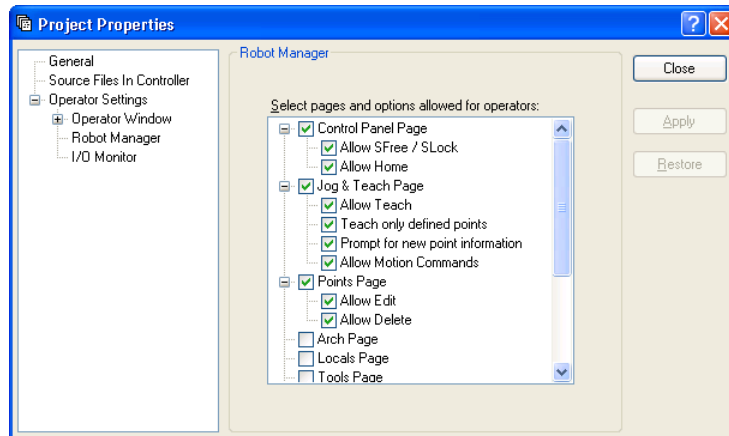 Project Properties
General
Source Files In Controller
Operator Settings
Operator Window
Robot Manager
I/O Monitor
Robot Manager
Select pages and options allowed for operators:
Control Panel Page
Allow SFree / SLock
Allow Home
Jog & Teach Page
Allow Teach
Teach only defined points
Prompt for new point information
Allow Motion Commands
Points Page
Allow Edit
Allow Delete
Arch Page
Locals Page
Tools Page
Close
Apply
Restore